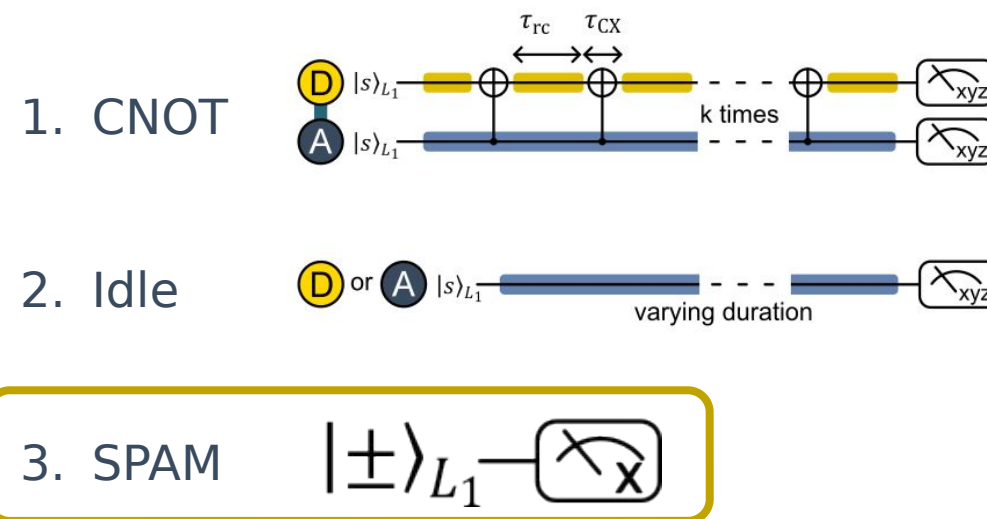 τ_rc τ_CX
1. CNOT
D |s⟩_L₁
xyz
k times
A |s⟩_L₁
xyz
2. Idle
D or A |s⟩_L₁
xyz
varying duration
3. SPAM |±⟩_L₁ x